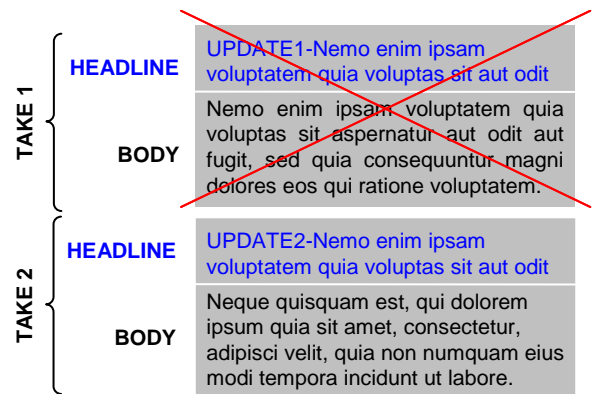 TAKE 1
HEADLINE
UPDATE1-Nemo enim ipsam
voluptatem quia voluptas sit aut odit
BODY
Nemo enim ipsam voluptatem quia
voluptas sit aspernatur aut odit aut
fugit, sed quia consequuntur magni
dolores eos qui ratione voluptatem.
TAKE 2
HEADLINE
UPDATE2-Nemo enim ipsam
voluptatem quia voluptas sit aut odit
BODY
Neque quisquam est, qui dolorem
ipsum quia sit amet, consectetur,
adipisci velit, quia non numquam eius
modi tempora incidunt ut labore.